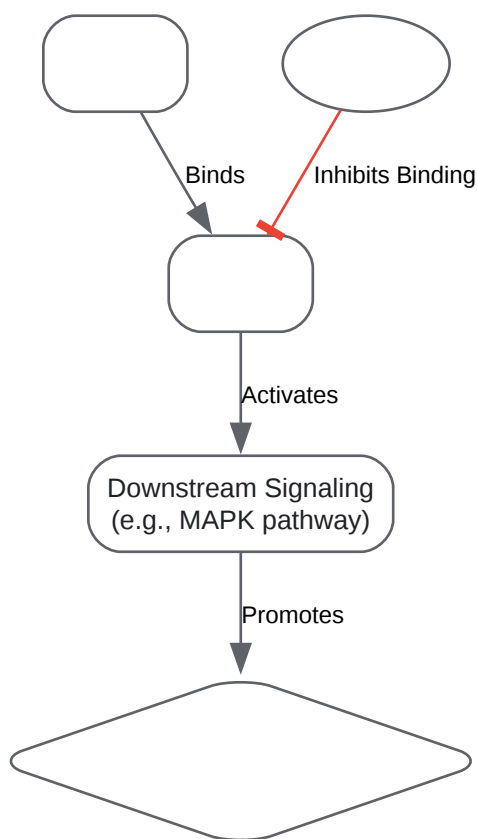 Binds
Inhibits Binding
Activates
Downstream Signaling
(e.g., MAPK pathway)
Promotes